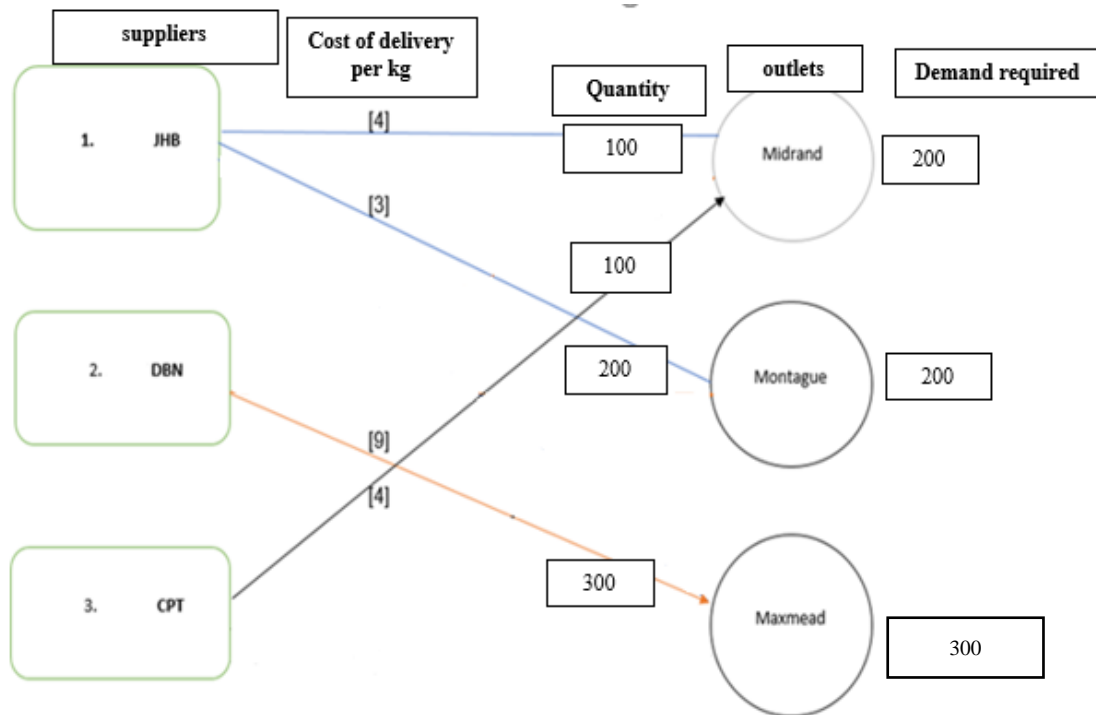 suppliers
Cost of delivery
per kg
Quantity
outlets
Demand required
1. JHB
[4]
100
Midrand
200
[3]
100
2. DBN
200
Montague
200
[9]
[4]
3. CPT
300
Maxmead
300